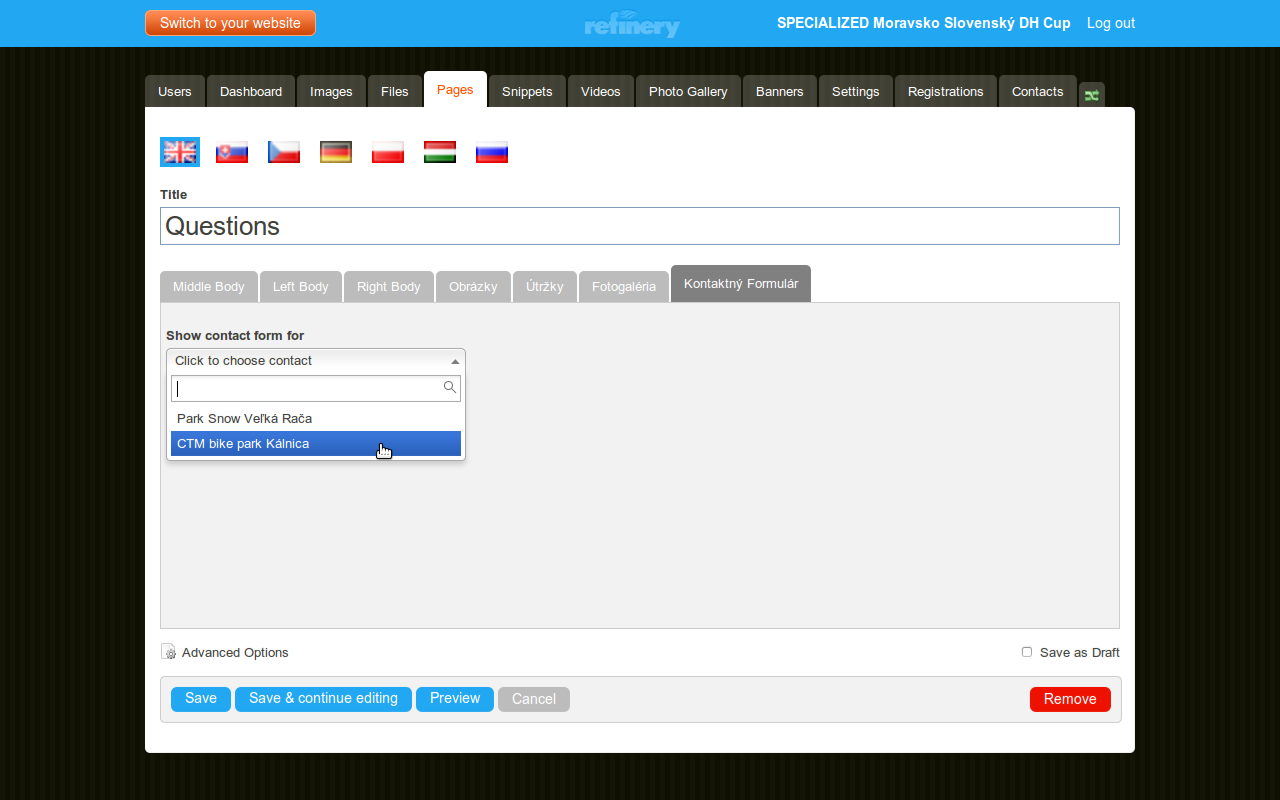 Switch to your website
refinery
SPECIALIZED Moravsko Slovenský DH Cup Log out
Users Dashboard Images Files Pages Snippets Videos Photo Gallery Banners Settings Registrations Contacts
Title
Questions
Middle Body Left Body Right Body Obrázky Útržky Fotogaléria Kontaktný Formulár
Show contact form for
Click to choose contact
Park Snow Veľká Rača
CTM bike park Kálnica
Advanced Options Save as Draft
Save Save & continue editing Preview Cancel Remove